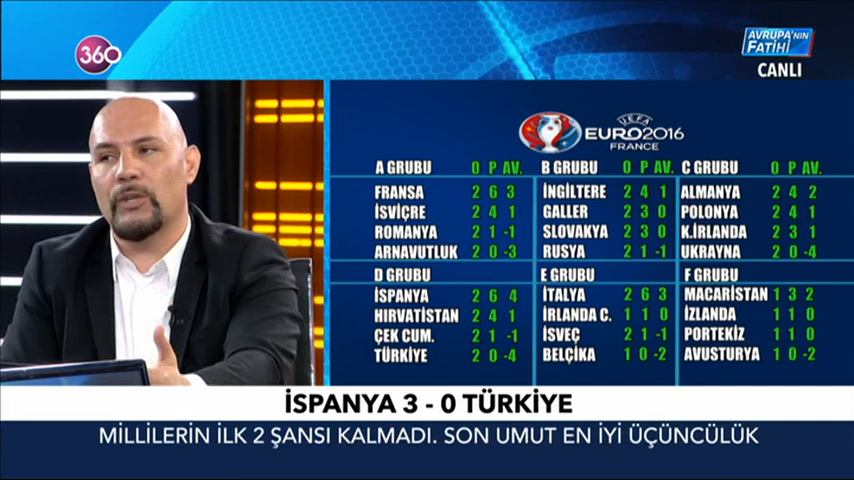 360
AVRUPA'NIN
FATİHİ
CANLI
UEFA
EURO2016
FRANCE
A GRUBU O P AV.
FRANSA 2 6 3
İSVİÇRE 2 4 1
ROMANYA 2 1 -1
ARNAVUTLUK 2 0 -3
B GRUBU O P AV.
İNGİLTERE 2 4 1
GALLER 2 3 0
SLOVAKYA 2 3 0
RUSYA 2 1 -1
C GRUBU O P AV.
ALMANYA 2 4 2
POLONYA 2 4 1
K.İRLANDA 2 3 1
UKRAYNA 2 0 -4
D GRUBU
İSPANYA 2 6 4
HIRVATİSTAN 2 4 1
ÇEK CUM. 2 1 -1
TÜRKİYE 2 0 -4
E GRUBU
İTALYA 2 6 3
İRLANDA C. 1 1 0
İSVEÇ 2 1 -1
BELÇİKA 1 0 -2
F GRUBU
MACARİSTAN 1 3 2
İZLANDA 1 1 0
PORTEKİZ 1 1 0
AVUSTURYA 1 0 -2
İSPANYA 3 - 0 TÜRKİYE
MİLLİLERİN İLK 2 ŞANSI KALMADI. SON UMUT EN İYİ ÜÇÜNCÜLÜK